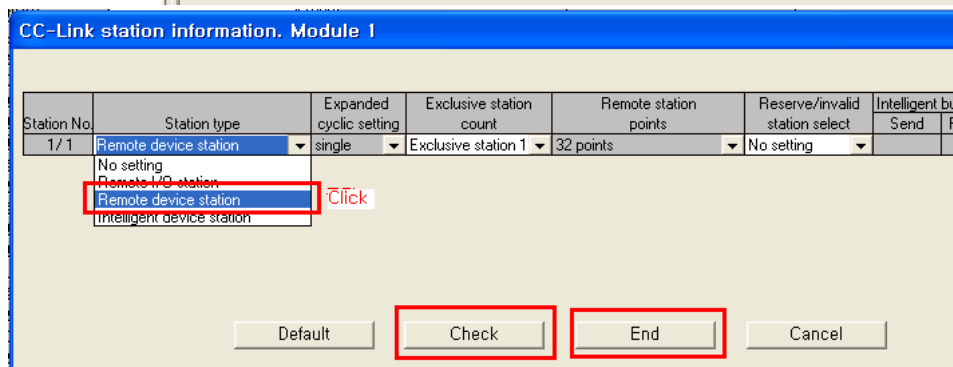 CC-Link station information. Module 1
Expanded Exclusive station Remote station Reserve/invalid Intelligent
Station No. Station type cyclic setting count points station select Send
1/1 Remote device station single Exclusive station 1 32 points No setting
No setting
Remote I/O station
Remote device station Click
Intelligent device station
Default Check End Cancel